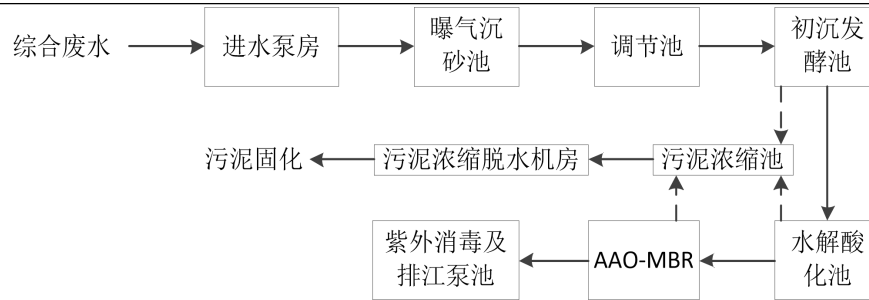 综合废水
进水泵房
曝气沉
砂池
调节池
初沉发
酵池
污泥固化
污泥浓缩脱水机房
污泥浓缩池
紫外消毒及
排江泵池
AAO-MBR
水解酸
化池